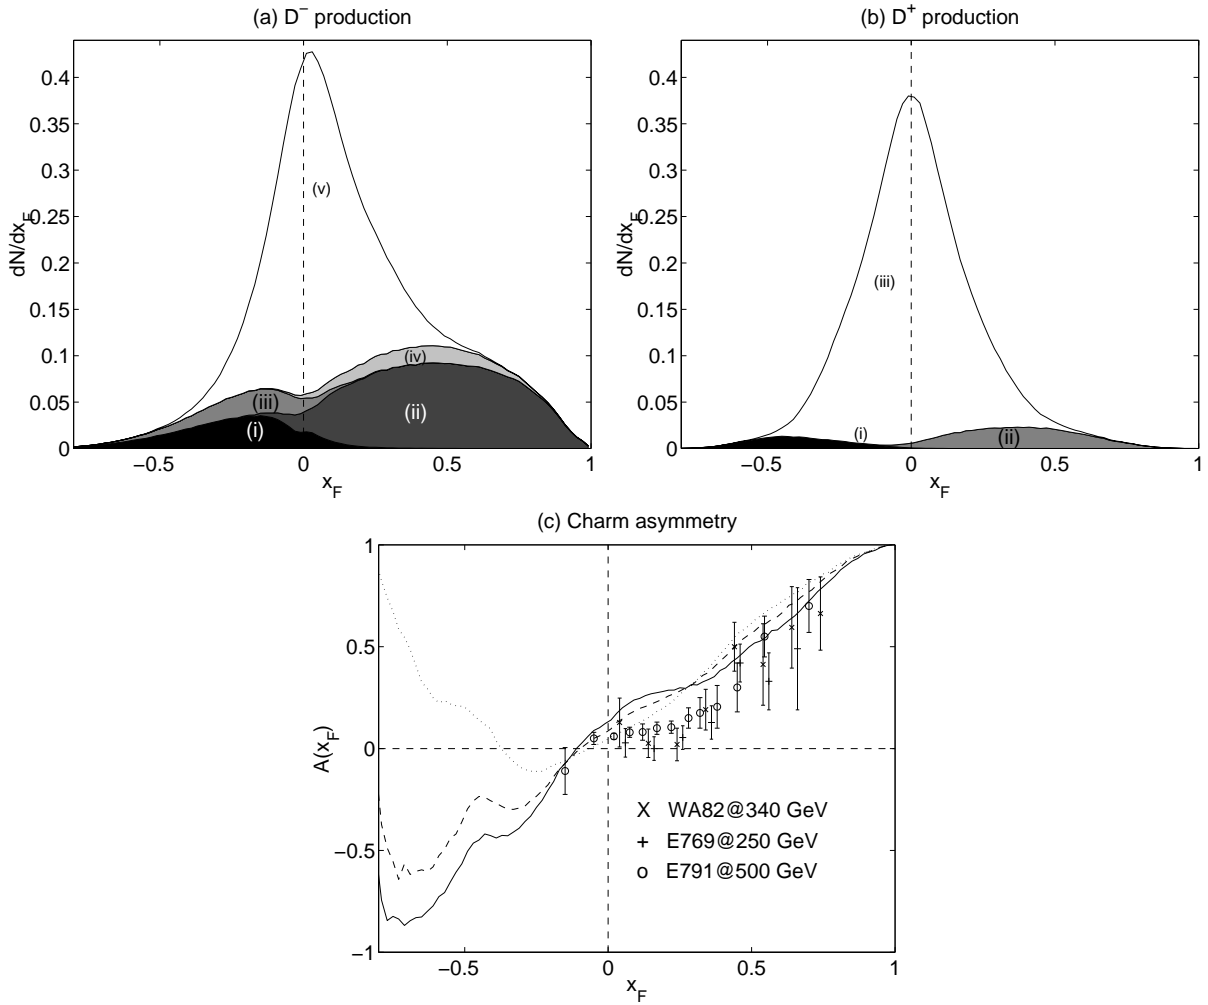 (a) D⁻ production
0.4
0.35
0.3
0.25
0.2
0.15
0.1
0.05
0
dN/dx_F
(v)
(iv)
(iii)
(ii)
(i)
−0.5
0
0.5
1
x_F
(b) D⁺ production
0.4
0.35
0.3
0.25
0.2
0.15
0.1
0.05
0
dN/dx_F
(iii)
(i)
(ii)
−0.5
0
0.5
1
x_F
(c) Charm asymmetry
1
0.5
0
−0.5
−1
A(x_F)
X WA82@340 GeV
+ E769@250 GeV
o E791@500 GeV
−0.5
0
0.5
1
x_F